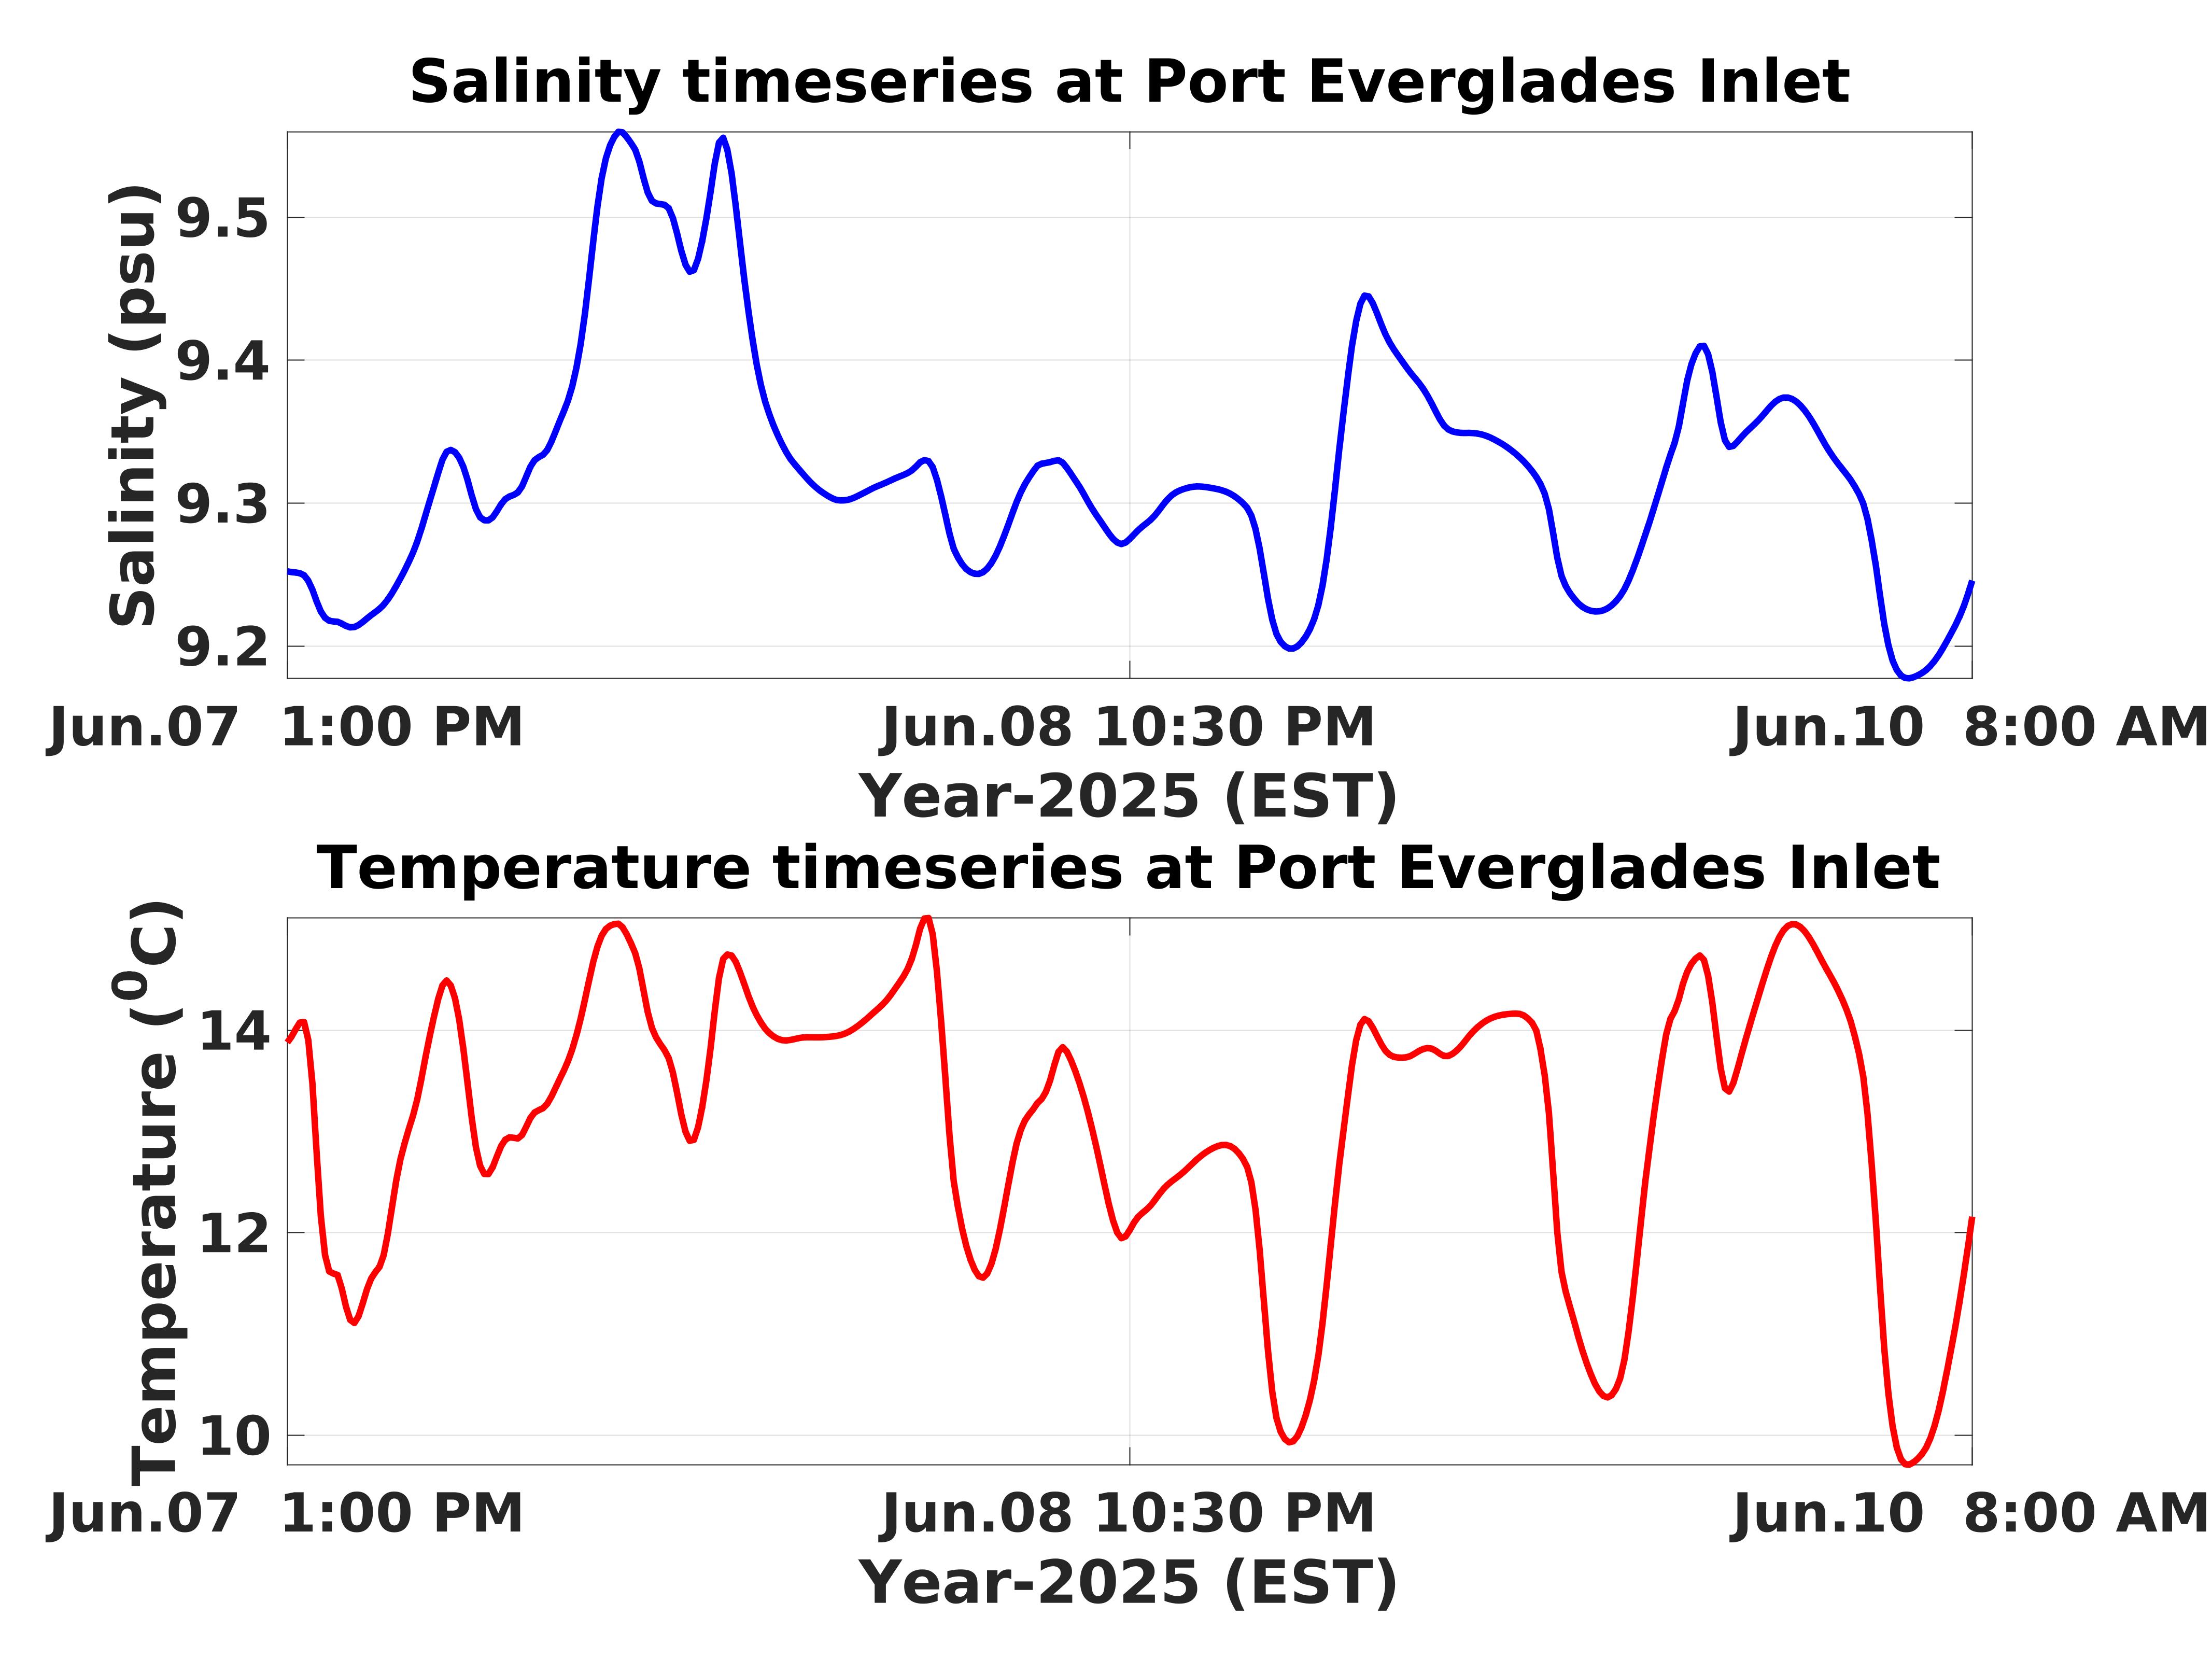 Salinity timeseries at Port Everglades Inlet
Salinity (psu)
9.5
9.4
9.3
9.2
Jun.07 1:00 PM
Jun.08 10:30 PM
Jun.10 8:00 AM
Year-2025 (EST)
Temperature timeseries at Port Everglades Inlet
Temperature (⁰C)
14
12
10
Jun.07 1:00 PM
Jun.08 10:30 PM
Jun.10 8:00 AM
Year-2025 (EST)